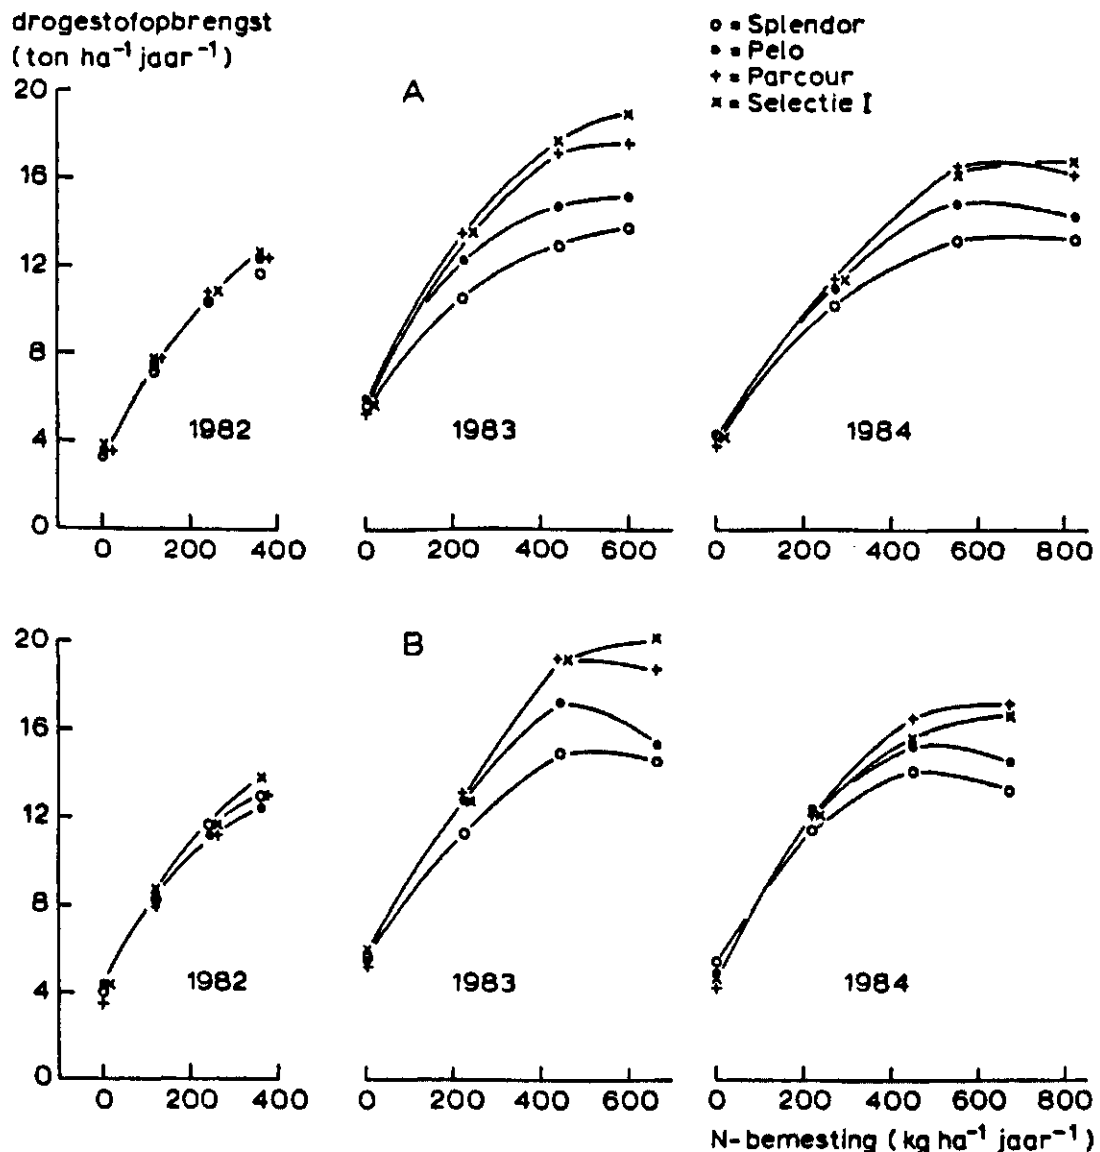 drogestofopbrengst
(ton ha⁻¹ jaar⁻¹)
o = Splendor
• = Pelo
+ = Parcour
x = Selectie I
A
20
16
12
8
4
0
1982
1983
1984
0 200 400
0 200 400 600
0 200 400 600 800
B
20
16
12
8
4
0
1982
1983
1984
0 200 400
0 200 400 600
0 200 400 600 800
N-bemesting (kg ha⁻¹ jaar⁻¹)